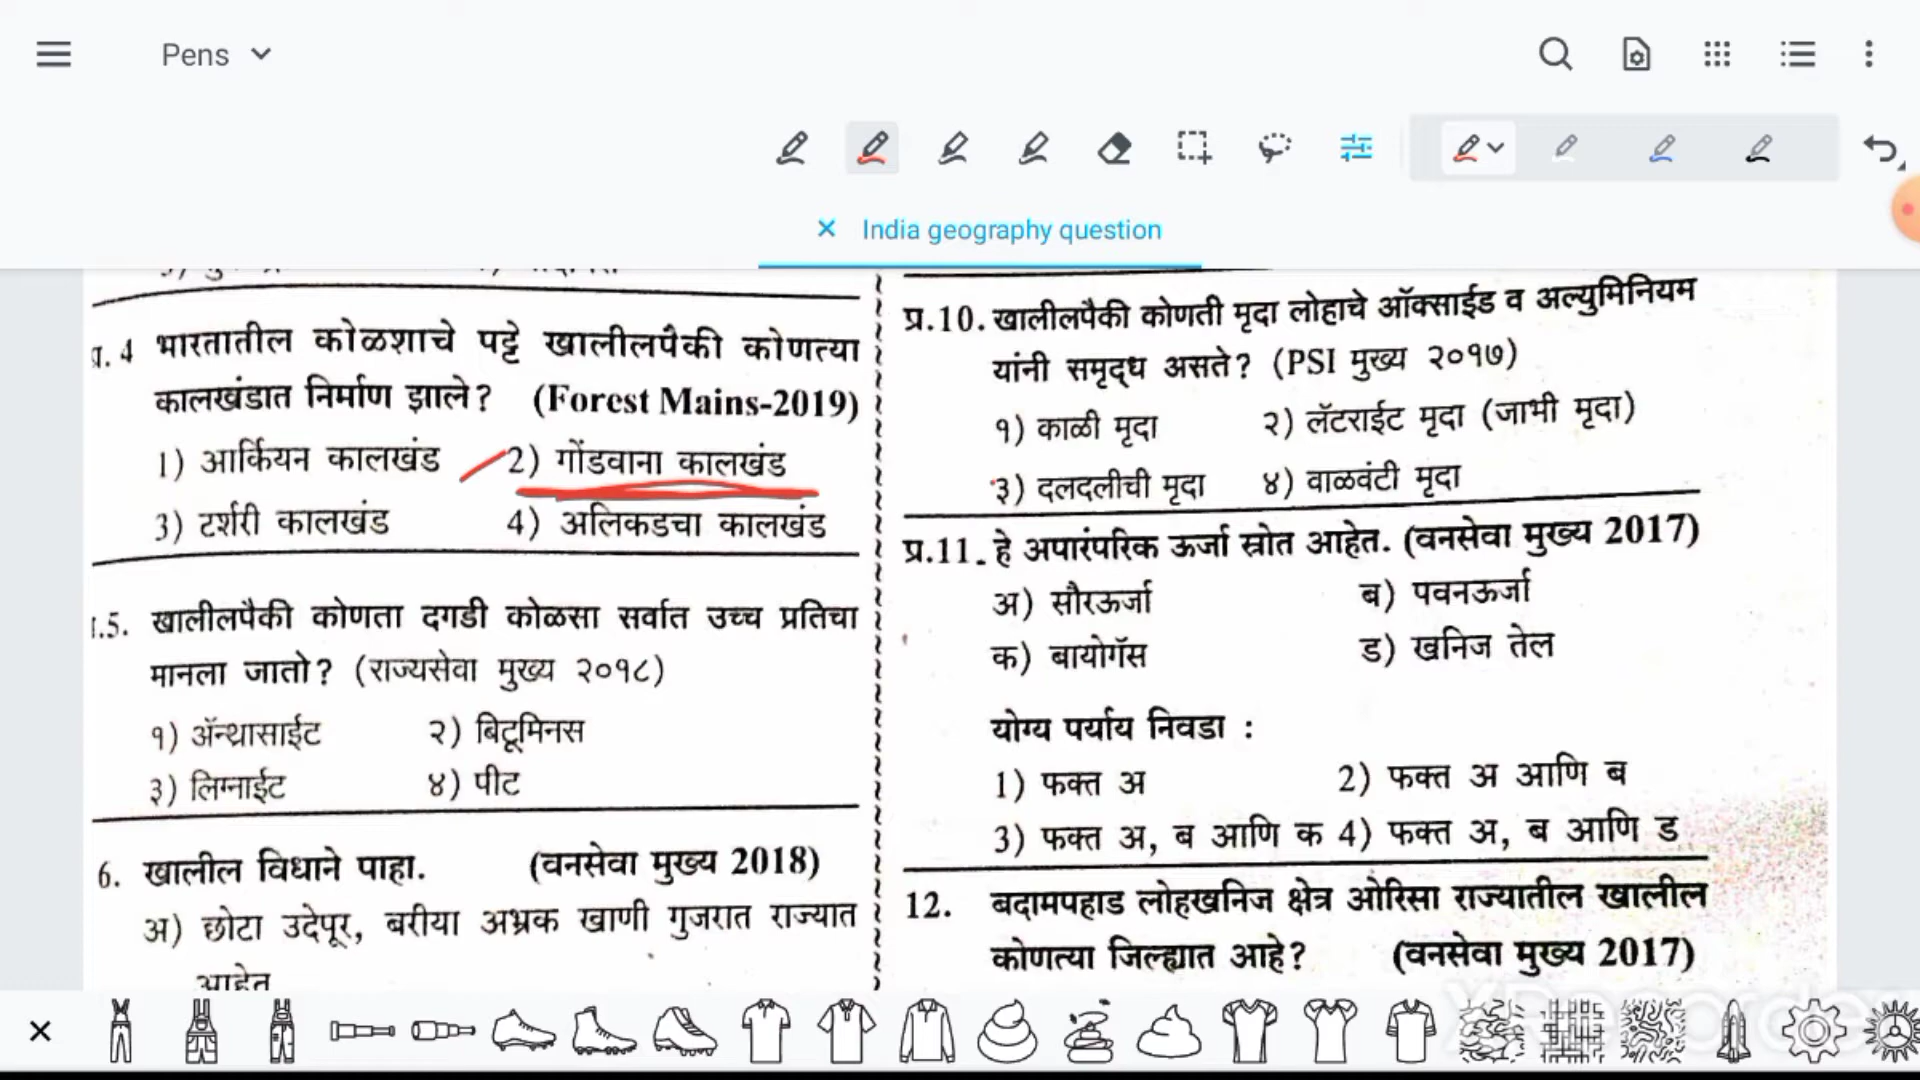 Pens
India geography question
प्र. 4 भारतातील कोळशाचे पट्टे खालीलपैकी कोणत्या
कालखंडात निर्माण झाले? (Forest Mains-2019)
1) आर्कियन कालखंड 2) गोंडवाना कालखंड
3) टर्शरी कालखंड 4) अलिकडचा कालखंड
.5. खालीलपैकी कोणता दगडी कोळसा सर्वात उच्च प्रतिचा
मानला जातो? (राज्यसेवा मुख्य २०१८)
१) ॲन्थ्रासाईट २) बिटूमिनस
३) लिग्नाईट ४) पीट
6. खालील विधाने पाहा. (वनसेवा मुख्य 2018)
अ) छोटा उदेपूर, बरीया अभ्रक खाणी गुजरात राज्यात
आहेत
प्र.10. खालीलपैकी कोणती मृदा लोहाचे ऑक्साईड व अल्युमिनियम
यांनी समृद्ध असते? (PSI मुख्य २०१७)
१) काळी मृदा २) लॅटराईट मृदा (जाभी मृदा)
३) दलदलीची मृदा ४) वाळवंटी मृदा
प्र.11. हे अपारंपरिक ऊर्जा स्रोत आहेत. (वनसेवा मुख्य 2017)
अ) सौरऊर्जा ब) पवनऊर्जा
क) बायोगॅस ड) खनिज तेल
योग्य पर्याय निवडा :
1) फक्त अ 2) फक्त अ आणि ब
3) फक्त अ, ब आणि क 4) फक्त अ, ब आणि ड
12. बदामपहाड लोहखनिज क्षेत्र ओरिसा राज्यातील खालील
कोणत्या जिल्ह्यात आहे? (वनसेवा मुख्य 2017)
XRecorder